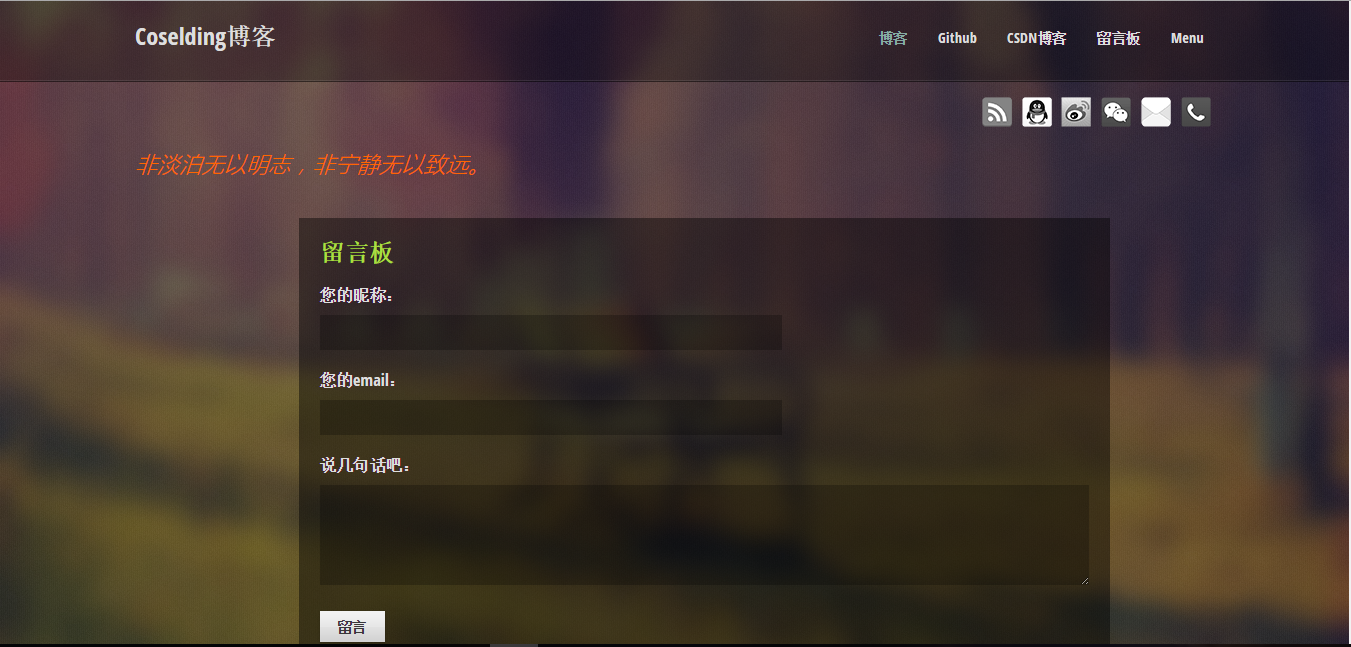 Coselding博客
博客 Github CSDN博客 留言板 Menu
非淡泊无以明志，非宁静无以致远。
留言板
您的昵称：
您的email：
说几句话吧：
留言